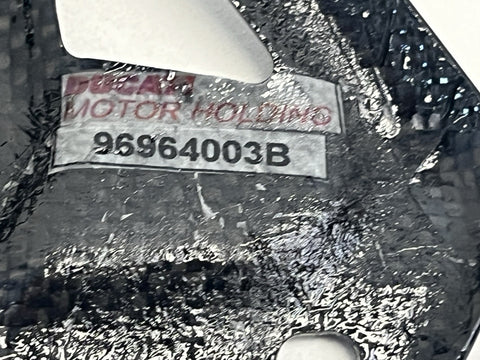 DUCATI
MOTOR HOLDING
96964003B